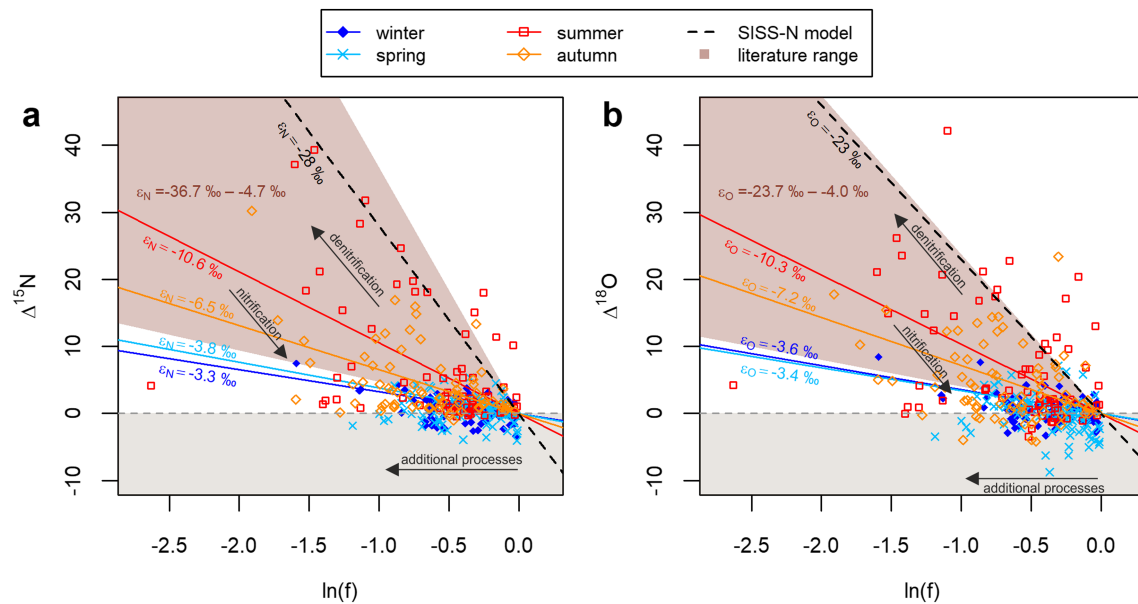 winter summer SISS-N model
spring autumn literature range
a
Δ¹⁵N
40
30
20
10
0
-10
εN = -28 ‰
εN =-36.7 ‰ – -4.7 ‰
denitrification
εN = -10.6 ‰
nitrification
εN = -6.5 ‰
εN = -3.8 ‰
εN = -3.3 ‰
additional processes
-2.5 -2.0 -1.5 -1.0 -0.5 0.0
ln(f)
b
Δ¹⁸O
40
30
20
10
0
-10
εO = -23 ‰
εO =-23.7 ‰ – -4.0 ‰
denitrification
εO = -10.3 ‰
εO = -7.2 ‰
nitrification
εO = -3.6 ‰
εO = -3.4 ‰
additional processes
-2.5 -2.0 -1.5 -1.0 -0.5 0.0
ln(f)